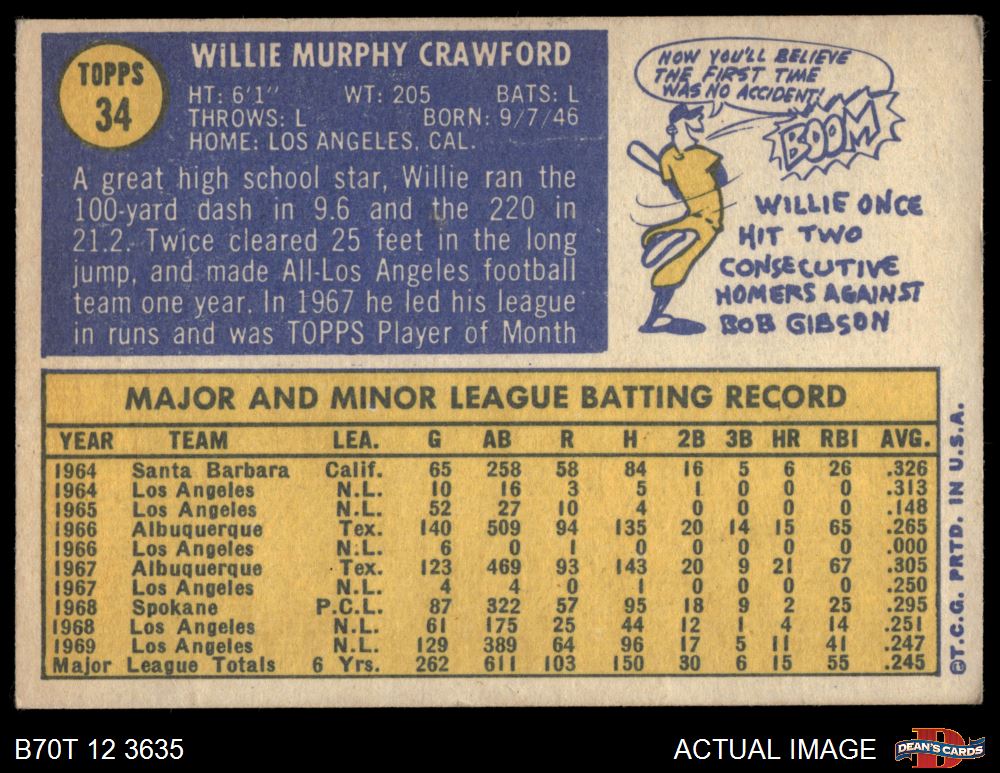 TOPPS
34
WiLLIE MURPHY CRAWFORD
HT: 6'1" WT: 205 BATS: L
THROWS: L BORN: 9/7/46
HOME: LOS ANGELES, CAL.
A great high school star, Willie ran the
100-yard dash in 9.6 and the 220 in
21.2. Twice cleared 25 feet in the long
jump, and made All-Los Angeles football
team one year. In 1967 he led his league
in runs and was TOPPS Player of Month
NOW YOU'LL BELIEVE
THE FIRST TIME
WAS NO ACCIDENT!
BOOM
WILLIE ONCE
HIT TWO
CONSECUTIVE
HOMERS AGAINST
BOB GIBSON
MAJOR AND MINOR LEAGUE BATTING RECORD
YEAR TEAM LEA. G AB R H 2B 3B HR RBI AVG.
1964 Santa Barbara Calif. 65 258 58 84 16 5 6 26 .326
1964 Los Angeles N.L. 10 16 3 5 1 0 0 0 .313
1965 Los Angeles N.L. 52 27 10 4 0 0 0 0 .148
1966 Albuquerque Tex. 140 509 94 135 20 14 15 65 .265
1966 Los Angeles N.L. 6 0 1 0 0 0 0 0 .000
1967 Albuquerque Tex. 123 469 93 143 20 9 21 67 .305
1967 Los Angeles N.L. 4 4 0 1 0 0 0 0 .250
1968 Spokane P.C.L. 87 322 57 95 18 9 2 25 .295
1968 Los Angeles N.L. 61 175 25 44 12 1 4 14 .251
1969 Los Angeles N.L. 129 389 64 96 17 5 11 41 .247
Major League Totals 6 Yrs. 262 611 103 150 30 6 15 55 .245
©T.C.G. PRTD. IN U.S.A.
B70T 12 3635
ACTUAL IMAGE
DEAN'S CARDS